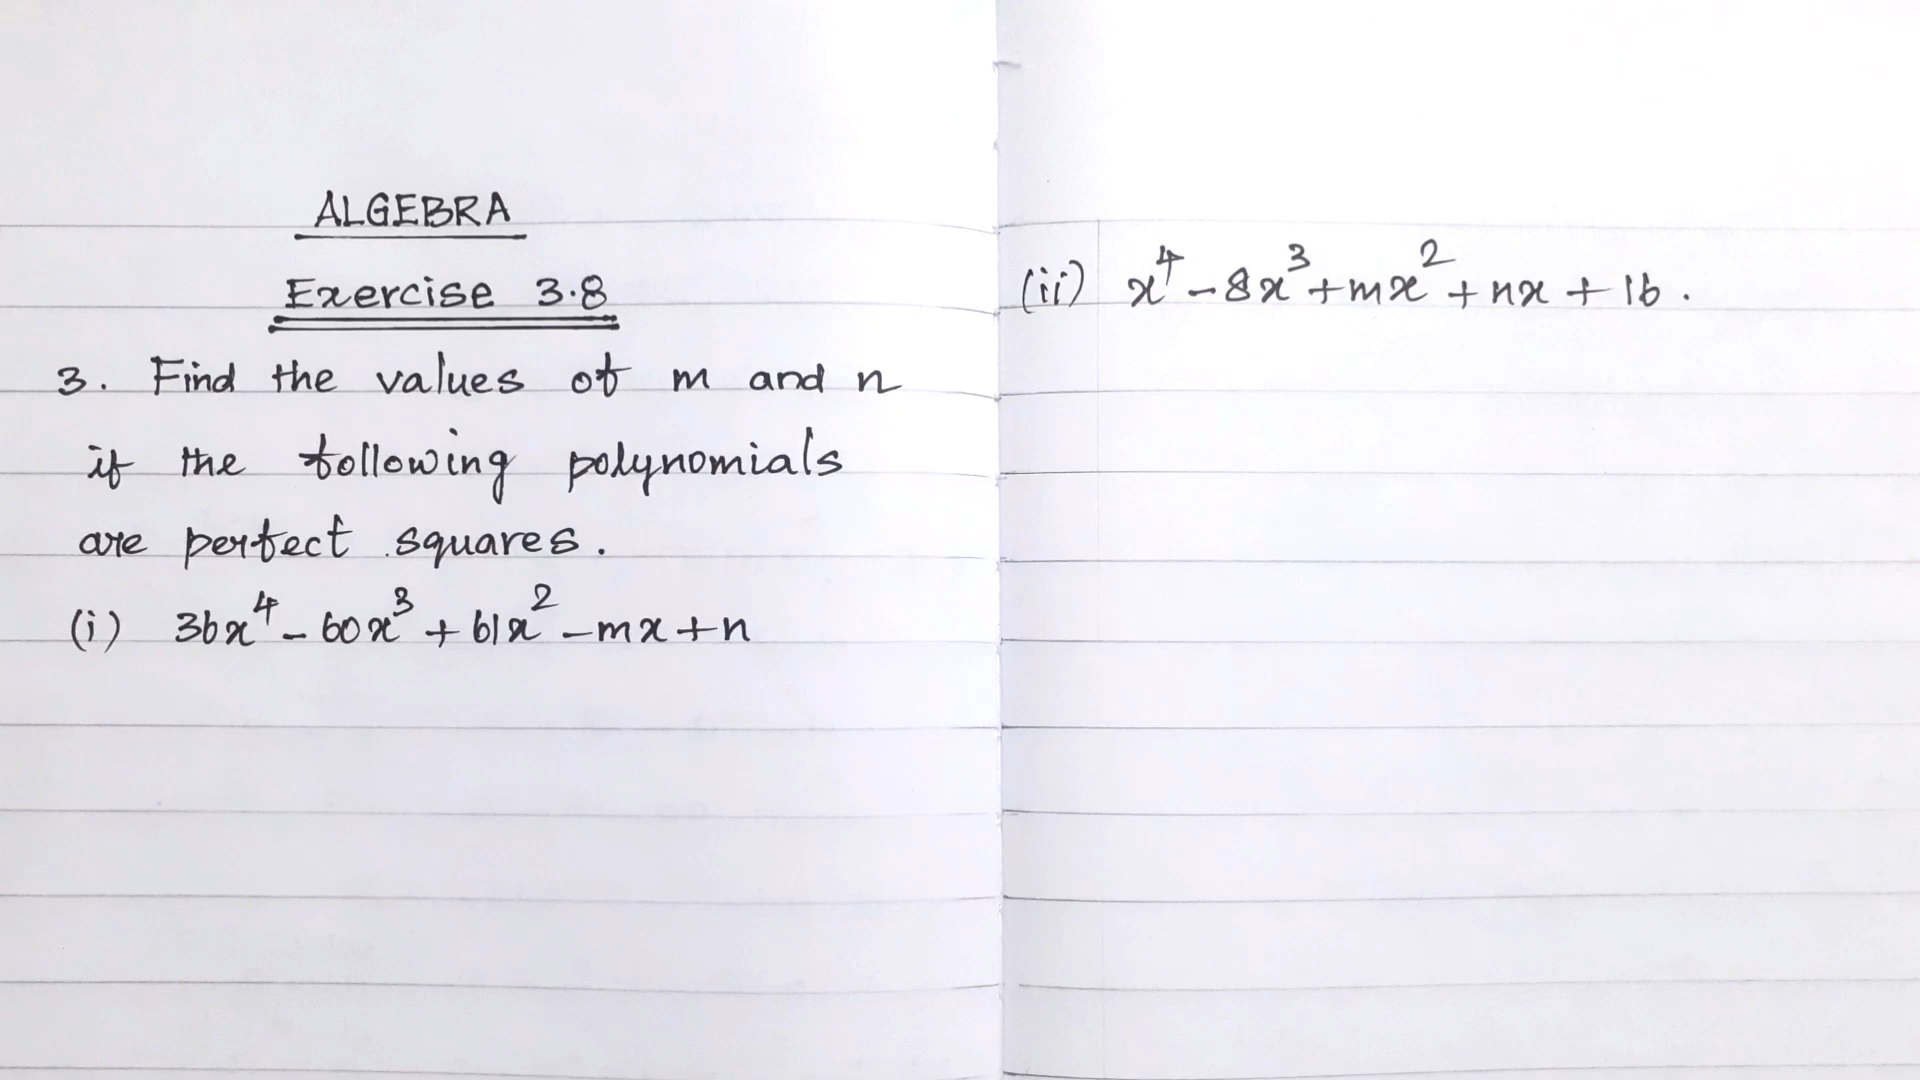 ALGEBRA
Exercise 3.8
3. Find the values of m and n
if the following polynomials
are perfect squares.
(i) 36x⁴ - 60x³ + 61x² - mx + n
(ii) x⁴ - 8x³ + mx² + nx + 16.